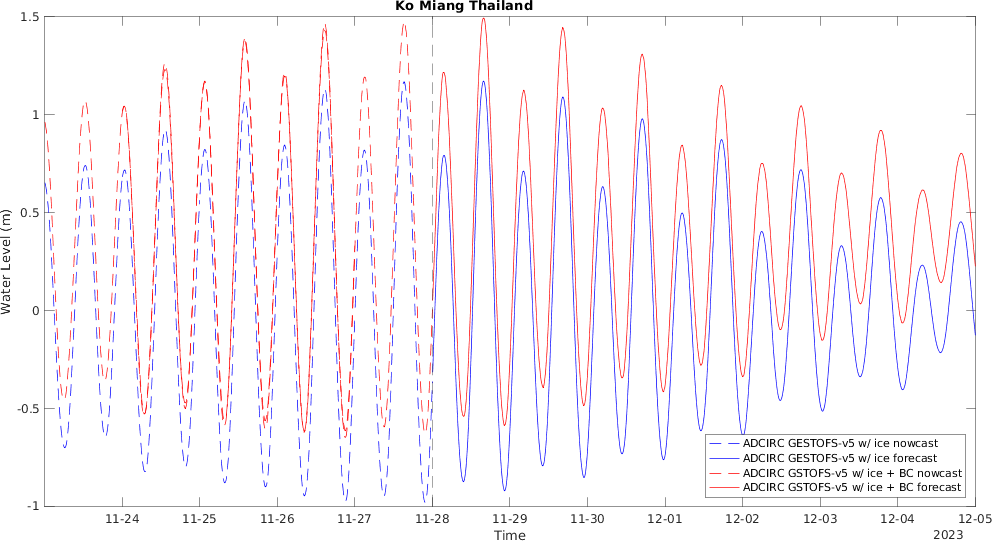 Ko Miang Thailand
1.5
1
0.5
0
-0.5
-1
Water Level (m)
11-24
11-25
11-26
11-27
11-28
11-29
11-30
12-01
12-02
12-03
12-04
12-05
Time
2023
ADCIRC GESTOFS-v5 w/ ice nowcast
ADCIRC GESTOFS-v5 w/ ice forecast
ADCIRC GSTOFS-v5 w/ ice + BC nowcast
ADCIRC GSTOFS-v5 w/ ice + BC forecast